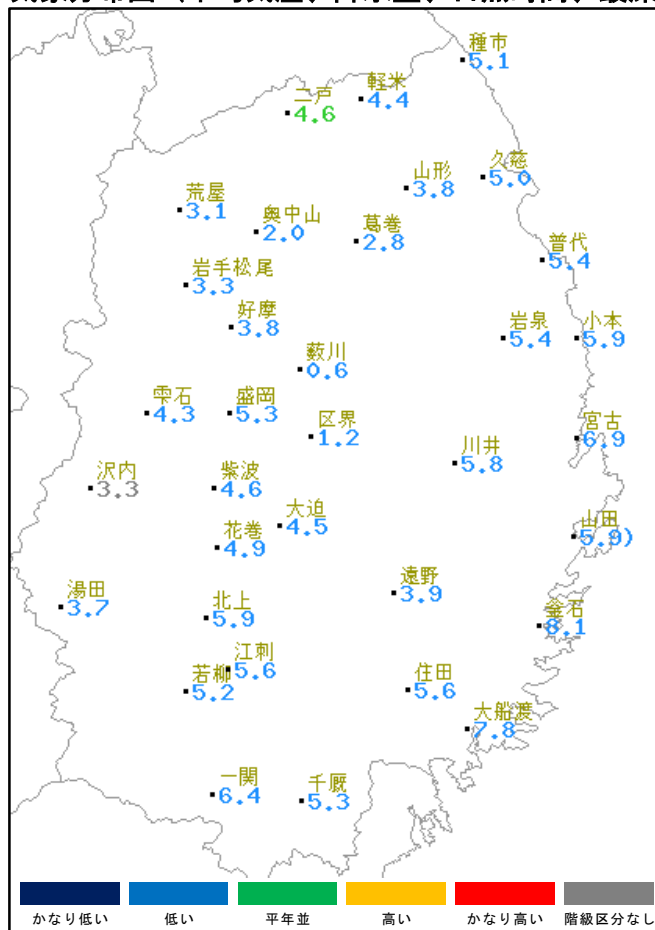 種市
5.1
軽米
4.4
二戸
4.6
久慈
5.0
山形
3.8
荒屋
3.1
奥中山
2.0
葛巻
2.8
普代
5.4
岩手松尾
3.3
好摩
3.8
岩泉
5.4
小本
5.9
薮川
0.6
雫石
4.3
盛岡
5.3
区界
1.2
宮古
6.9
川井
5.8
沢内
3.3
紫波
4.6
大迫
4.5
山田
5.9)
花巻
4.9
湯田
3.7
遠野
3.9
北上
5.9
釜石
8.1
江刺
5.6
若柳
5.2
住田
5.6
大船渡
7.8
一関
6.4
千厩
5.3
かなり低い 低い 平年並 高い かなり高い 階級区分なし